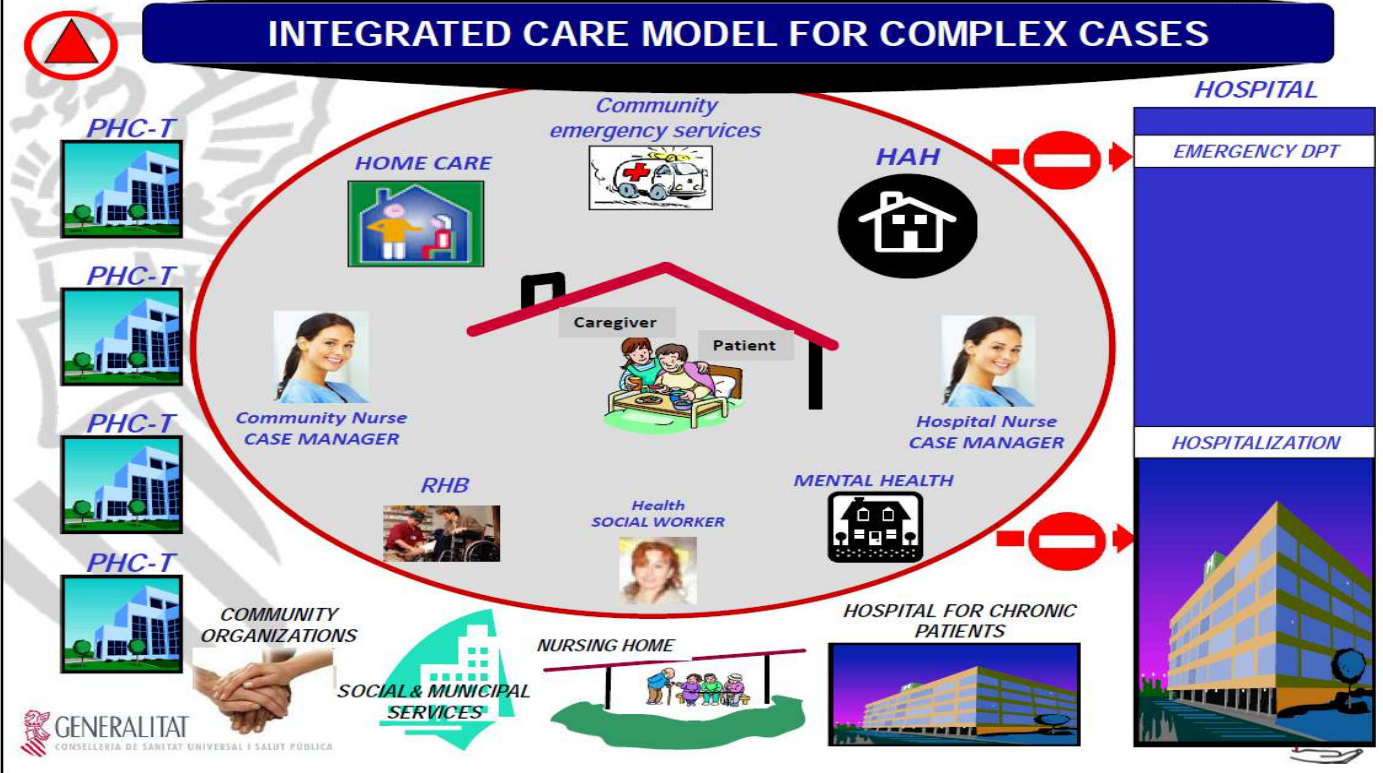 INTEGRATED CARE MODEL FOR COMPLEX CASES
HOSPITAL
Community
emergency services
PHC-T
HOME CARE
HAH
EMERGENCY DPT
PHC-T
Caregiver
Patient
Community Nurse
CASE MANAGER
Hospital Nurse
CASE MANAGER
PHC-T
HOSPITALIZATION
RHB
MENTAL HEALTH
Health
SOCIAL WORKER
PHC-T
COMMUNITY
ORGANIZATIONS
HOSPITAL FOR CHRONIC
PATIENTS
NURSING HOME
SOCIAL & MUNICIPAL
SERVICES
GENERALITAT
CONSELLERIA DE SANITAT UNIVERSAL I SALUT PÚBLICA
H